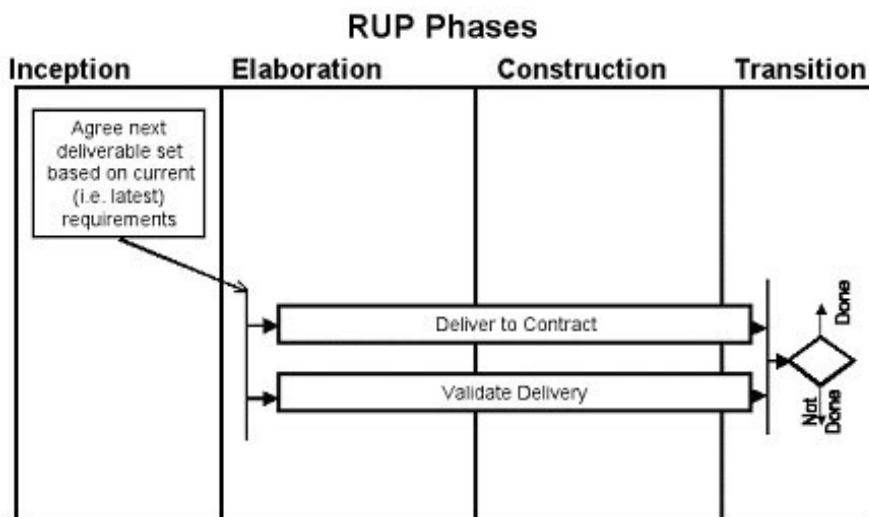 RUP Phases
Inception Elaboration Construction Transition
Agree next
deliverable set
based on current
(i.e. latest)
requirements
Deliver to Contract
Done
Validate Delivery
Not
Done